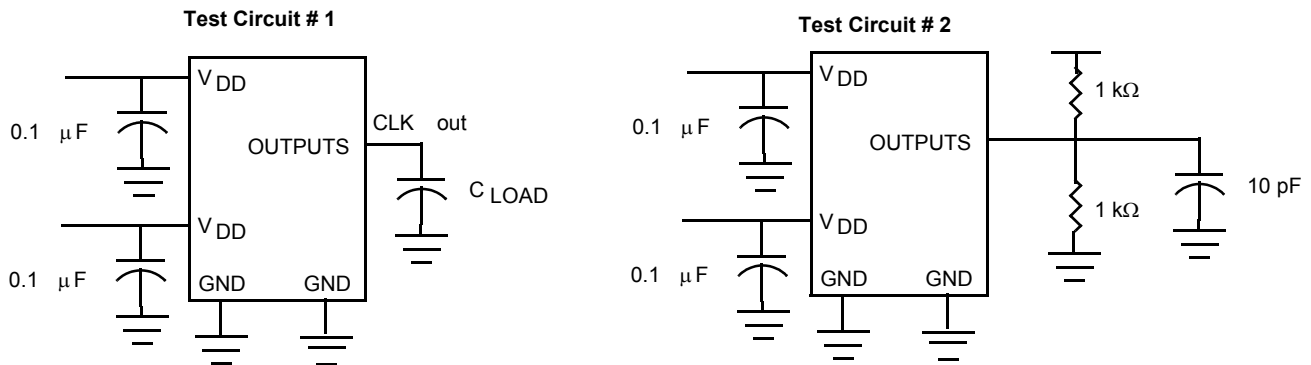 Test Circuit # 1
V DD
0.1 μF
CLK out
OUTPUTS
C LOAD
V DD
0.1 μF
GND GND
Test Circuit # 2
V DD
1 kΩ
0.1 μF
OUTPUTS
10 pF
1 kΩ
V DD
0.1 μF
GND GND